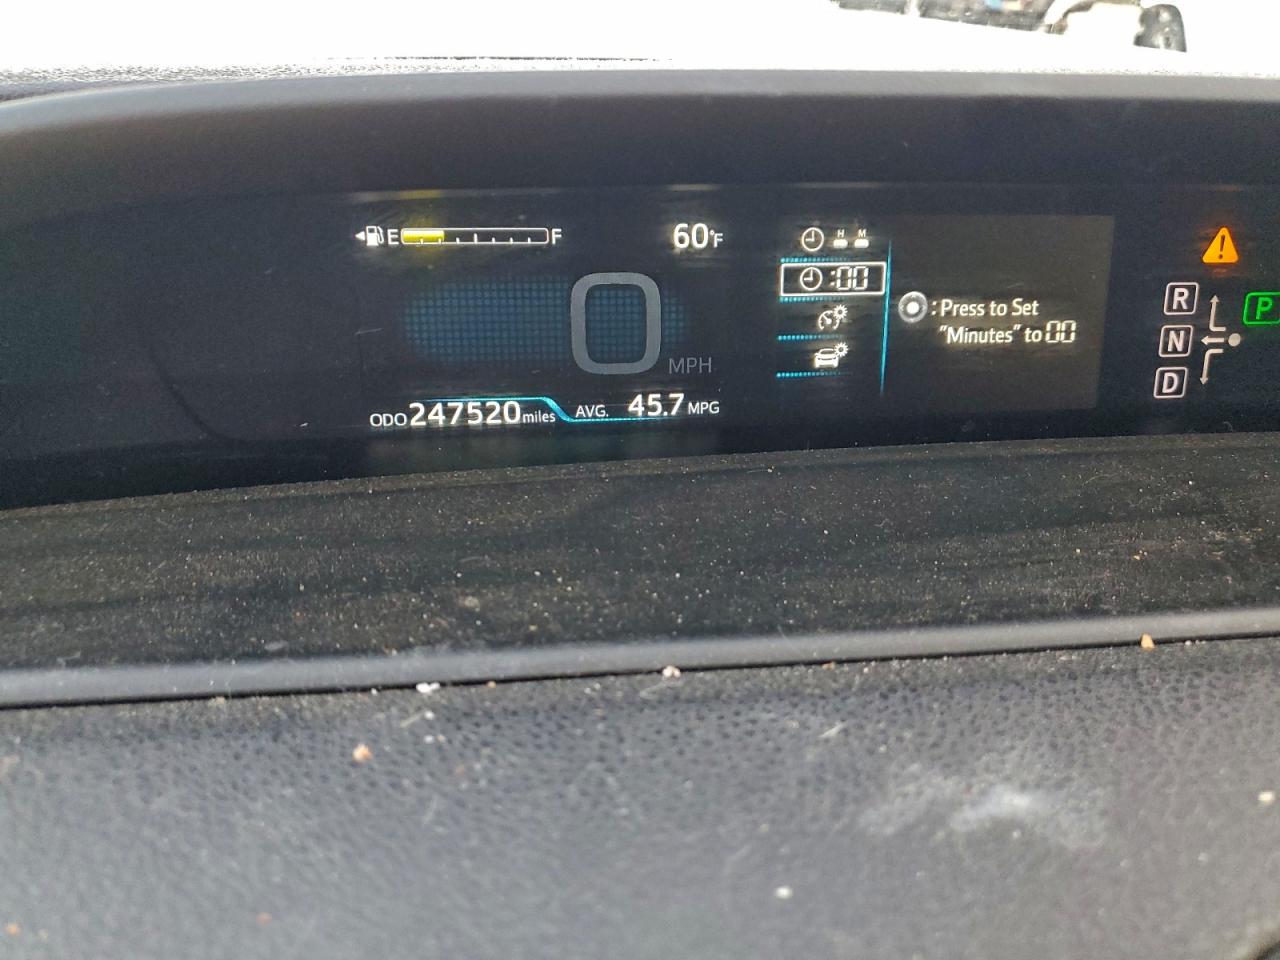 E F
60°F
H M
:00
0
MPH
: Press to Set
"Minutes" to 00
ODO 247520 miles
AVG. 45.7 MPG
R
P
N
D